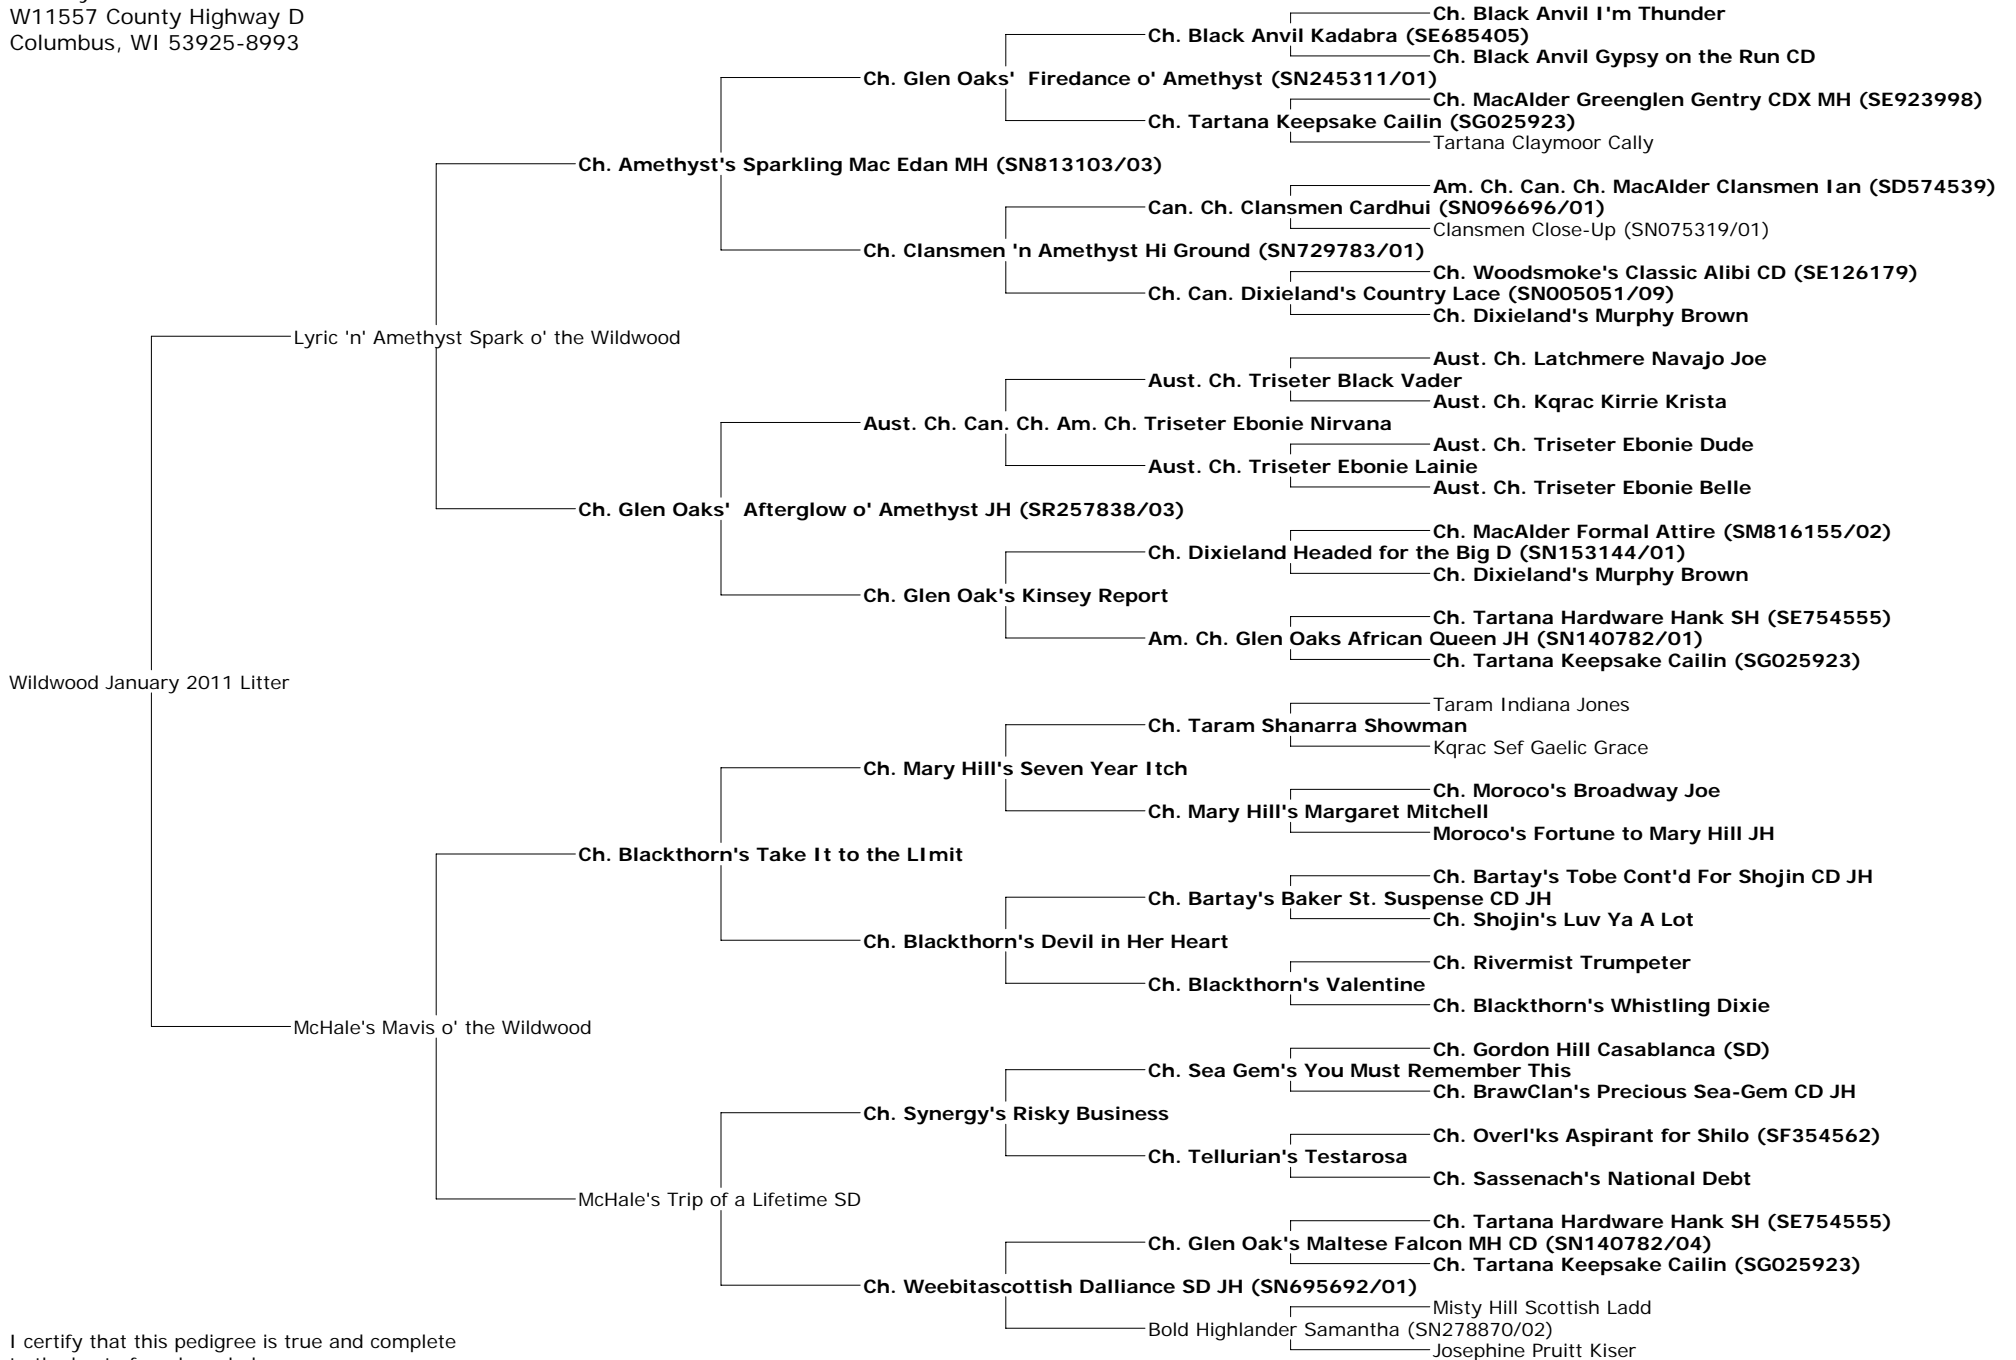 W11557 County Highway D
Columbus, WI 53925-8993
Ch. Black Anvil I'm Thunder
Ch. Black Anvil Kadabra (SE685405)
Ch. Black Anvil Gypsy on the Run CD
Ch. Glen Oaks'  Firedance o' Amethyst (SN245311/01)
Ch. MacAlder Greenglen Gentry CDX MH (SE923998)
Ch. Tartana Keepsake Cailin (SG025923)
Tartana Claymoor Cally
Ch. Amethyst's Sparkling Mac Edan MH (SN813103/03)
Am. Ch. Can. Ch. MacAlder Clansmen Ian (SD574539)
Can. Ch. Clansmen Cardhui (SN096696/01)
Clansmen Close-Up (SN075319/01)
Ch. Clansmen 'n Amethyst Hi Ground (SN729783/01)
Ch. Woodsmoke's Classic Alibi CD (SE126179)
Ch. Can. Dixieland's Country Lace (SN005051/09)
Ch. Dixieland's Murphy Brown
Lyric 'n' Amethyst Spark o' the Wildwood
Aust. Ch. Latchmere Navajo Joe
Aust. Ch. Triseter Black Vader
Aust. Ch. Kqrac Kirrie Krista
Aust. Ch. Can. Ch. Am. Ch. Triseter Ebonie Nirvana
Aust. Ch. Triseter Ebonie Dude
Aust. Ch. Triseter Ebonie Lainie
Aust. Ch. Triseter Ebonie Belle
Ch. Glen Oaks'  Afterglow o' Amethyst JH (SR257838/03)
Ch. MacAlder Formal Attire (SM816155/02)
Ch. Dixieland Headed for the Big D (SN153144/01)
Ch. Dixieland's Murphy Brown
Ch. Glen Oak's Kinsey Report
Ch. Tartana Hardware Hank SH (SE754555)
Am. Ch. Glen Oaks African Queen JH (SN140782/01)
Ch. Tartana Keepsake Cailin (SG025923)
Wildwood January 2011 Litter
Taram Indiana Jones
Ch. Taram Shanarra Showman
Kqrac Sef Gaelic Grace
Ch. Mary Hill's Seven Year Itch
Ch. Moroco's Broadway Joe
Ch. Mary Hill's Margaret Mitchell
Moroco's Fortune to Mary Hill JH
Ch. Blackthorn's Take It to the LImit
Ch. Bartay's Tobe Cont'd For Shojin CD JH
Ch. Bartay's Baker St. Suspense CD JH
Ch. Shojin's Luv Ya A Lot
Ch. Blackthorn's Devil in Her Heart
Ch. Rivermist Trumpeter
Ch. Blackthorn's Valentine
Ch. Blackthorn's Whistling Dixie
McHale's Mavis o' the Wildwood
Ch. Gordon Hill Casablanca (SD)
Ch. Sea Gem's You Must Remember This
Ch. BrawClan's Precious Sea-Gem CD JH
Ch. Synergy's Risky Business
Ch. Overl'ks Aspirant for Shilo (SF354562)
Ch. Tellurian's Testarosa
Ch. Sassenach's National Debt
McHale's Trip of a Lifetime SD
Ch. Tartana Hardware Hank SH (SE754555)
Ch. Glen Oak's Maltese Falcon MH CD (SN140782/04)
Ch. Tartana Keepsake Cailin (SG025923)
Ch. Weebitascottish Dalliance SD JH (SN695692/01)
Misty Hill Scottish Ladd
Bold Highlander Samantha (SN278870/02)
Josephine Pruitt Kiser
I certify that this pedigree is true and complete